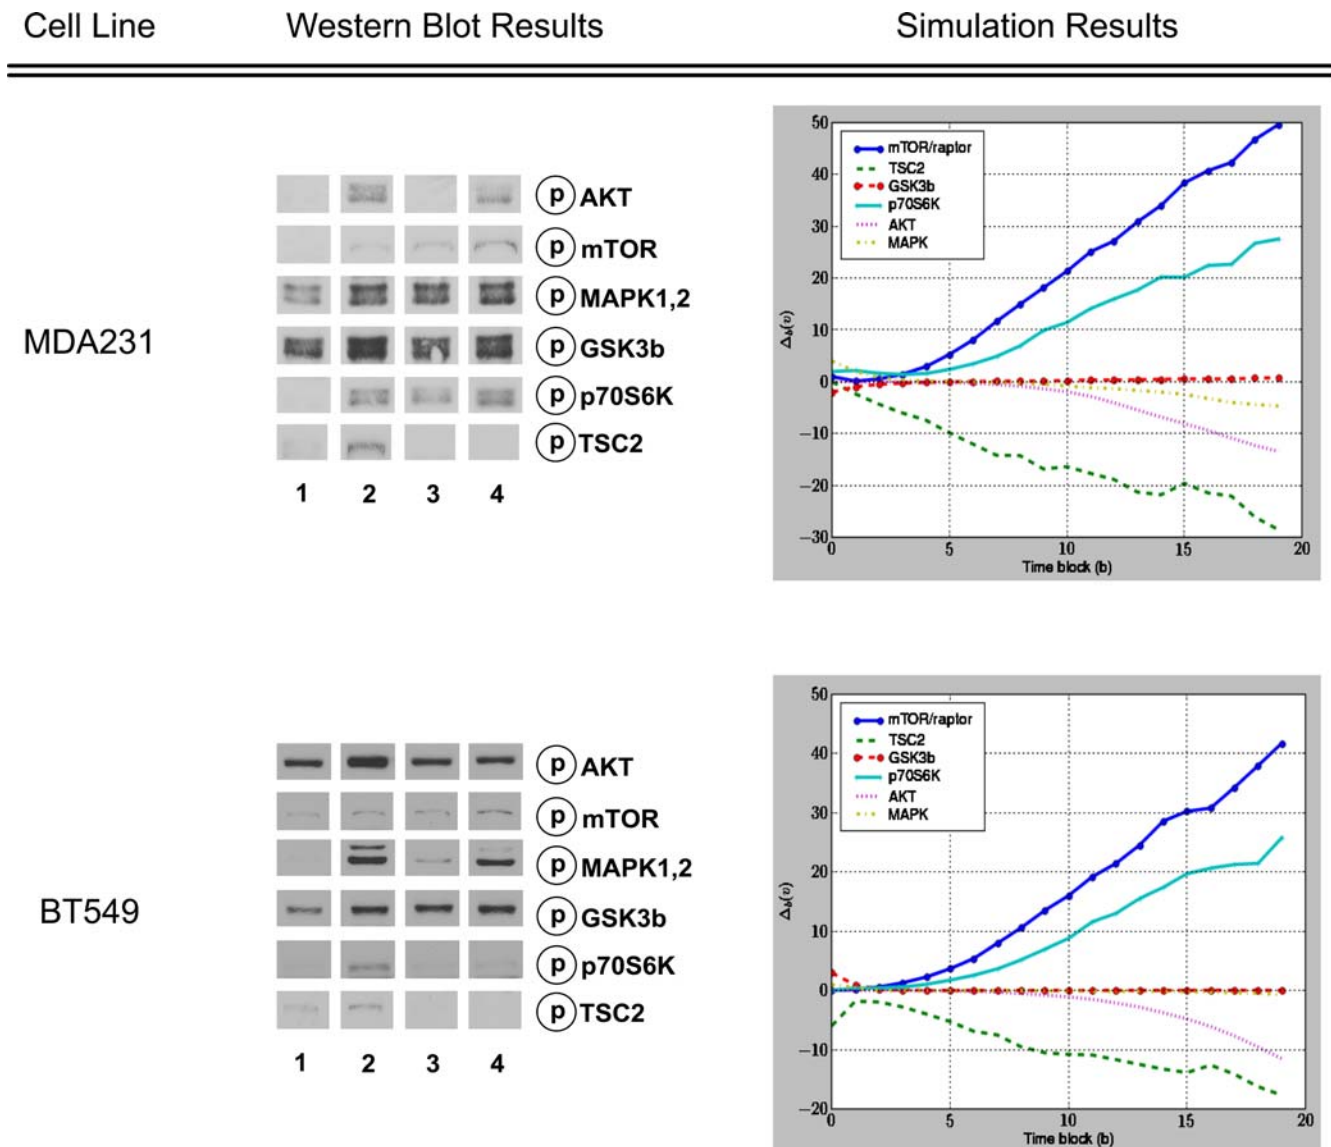 Cell Line Western Blot Results Simulation Results
MDA231
p AKT
p mTOR
p MAPK1,2
p GSK3b
p p70S6K
p TSC2
1 2 3 4
50
40
30
20
10
0
−10
−20
−30
Δb(v)
mTOR/raptor
TSC2
GSK3b
p70S6K
AKT
MAPK
0 5 10 15 20
Time block (b)
BT549
p AKT
p mTOR
p MAPK1,2
p GSK3b
p p70S6K
p TSC2
1 2 3 4
50
40
30
20
10
0
−10
−20
Δb(v)
mTOR/raptor
TSC2
GSK3b
p70S6K
AKT
MAPK
0 5 10 15 20
Time block (b)